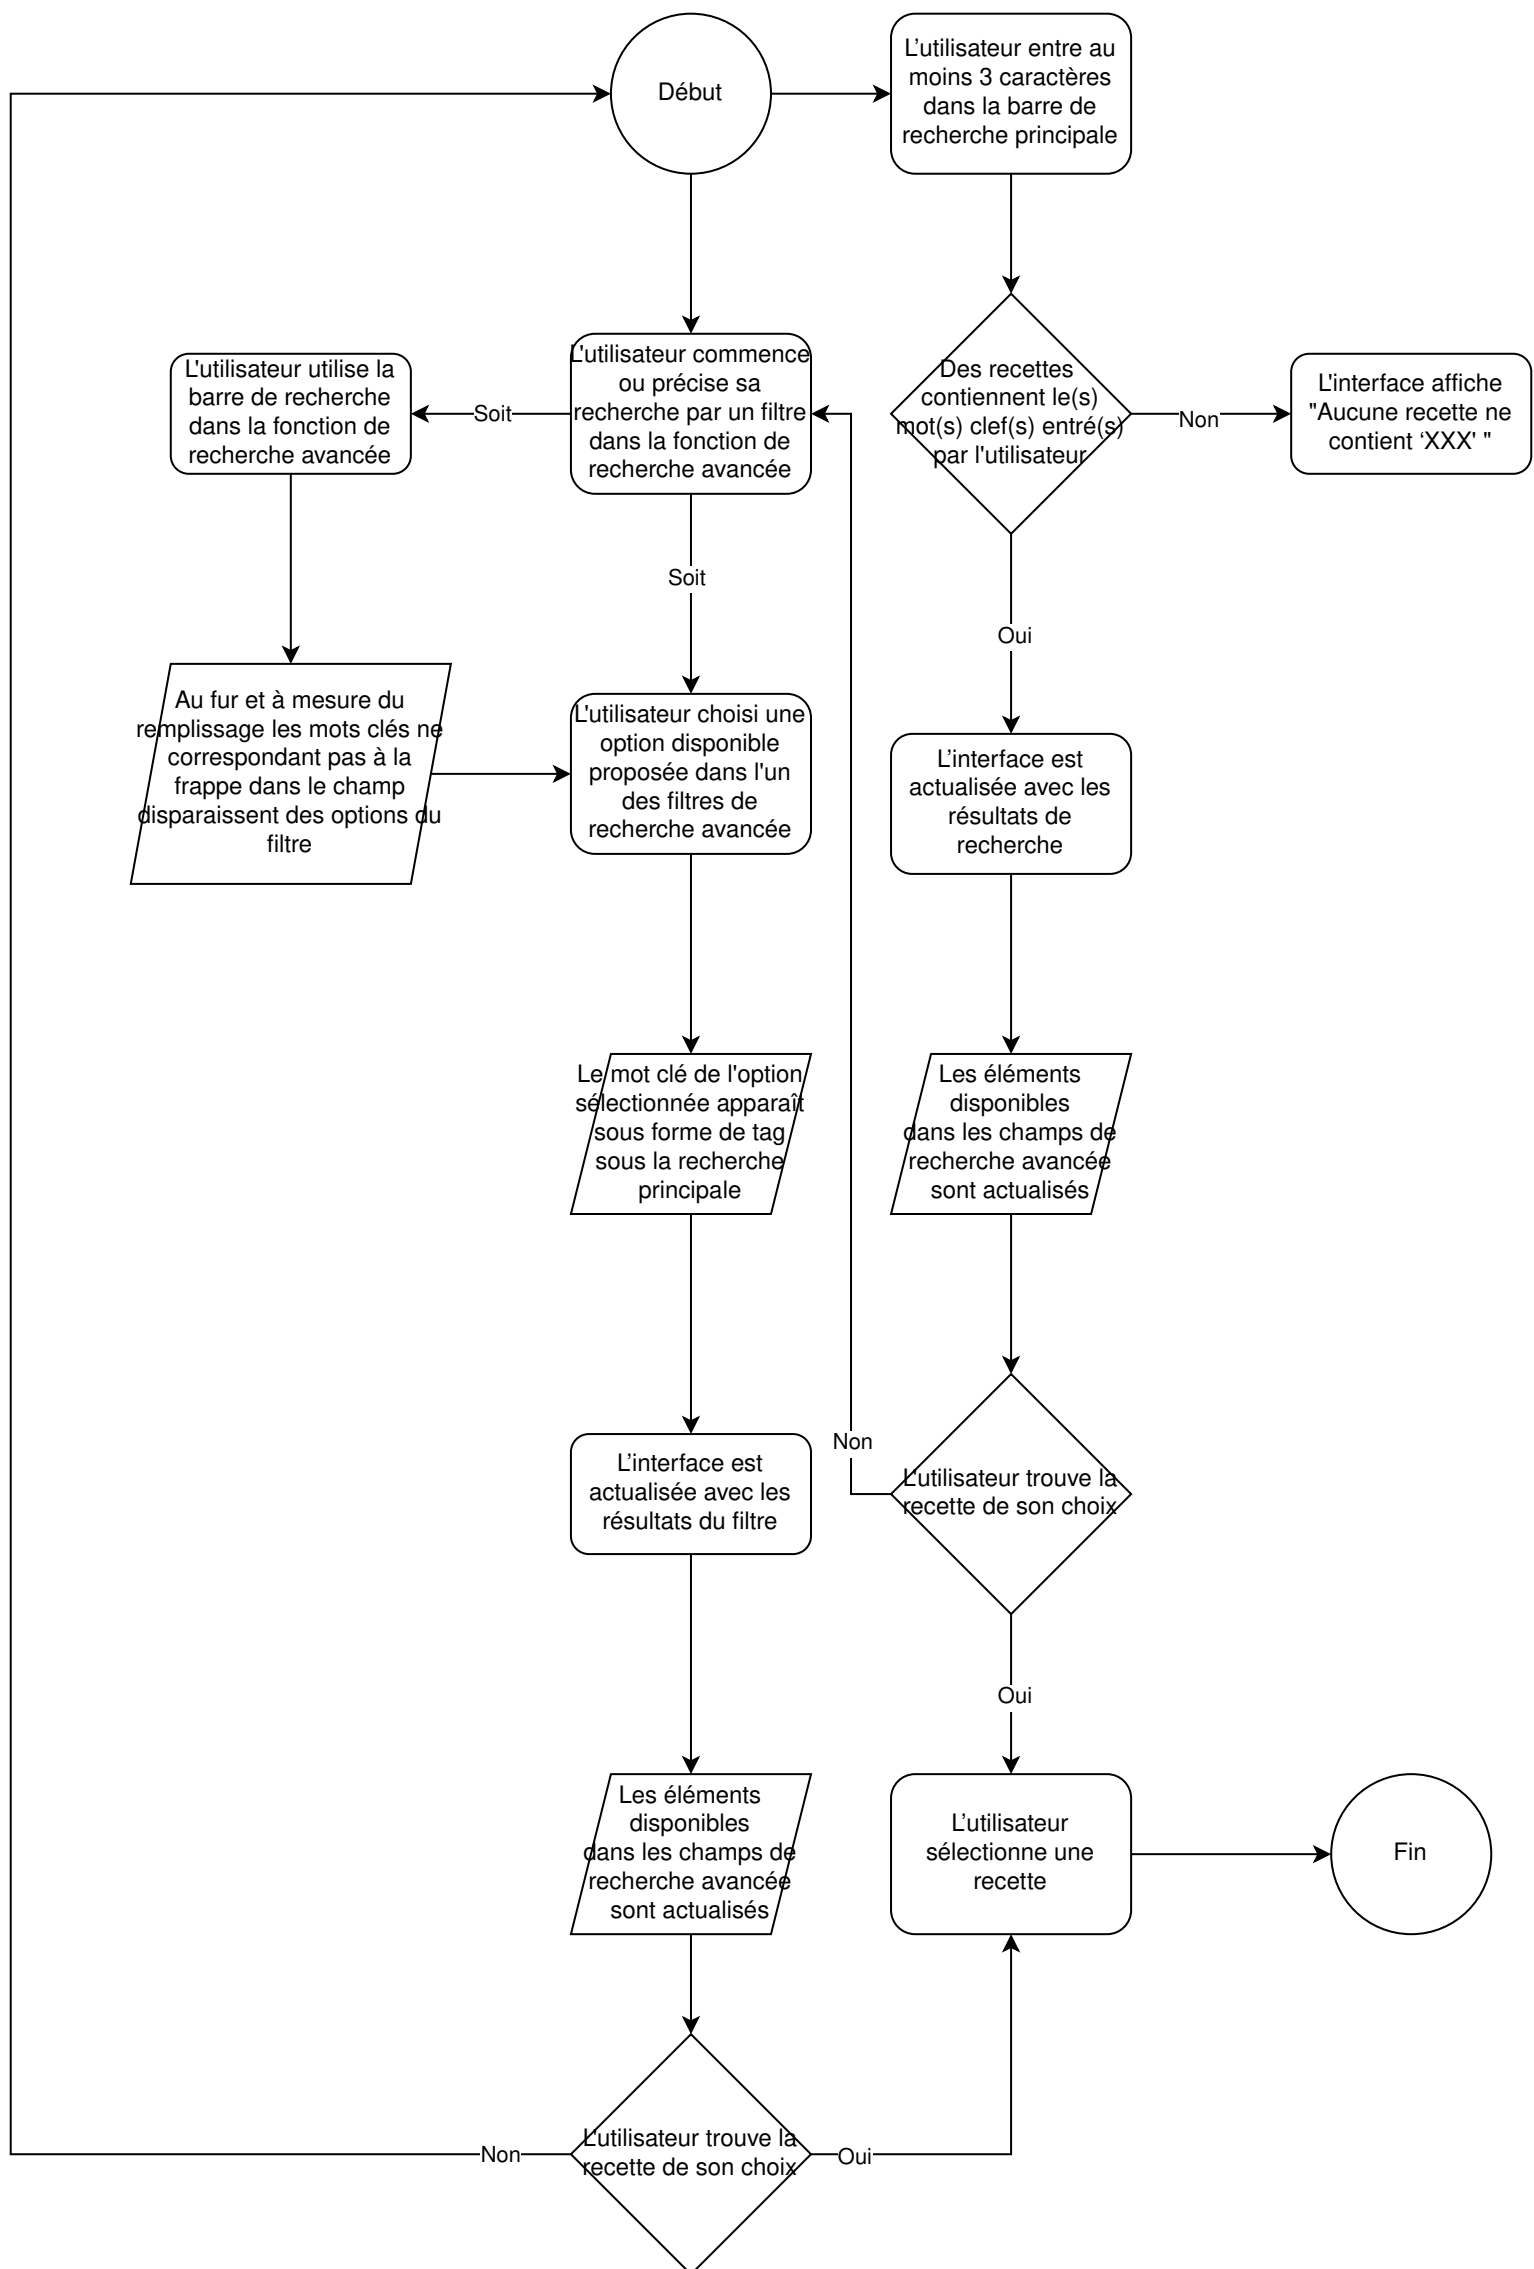 Début
L'utilisateur entre au
moins 3 caractères
dans la barre de
recherche principale
L'utilisateur utilise la
barre de recherche
dans la fonction de
recherche avancée
Soit
L'utilisateur commence
ou précise sa
recherche par un filtre
dans la fonction de
recherche avancée
Des recettes
contiennent le(s)
mot(s) clef(s) entré(s)
par l'utilisateur
Non
L'interface affiche
"Aucune recette ne
contient ‘XXX' "
Soit
Oui
Au fur et à mesure du
remplissage les mots clés ne
correspondant pas à la
frappe dans le champ
disparaissent des options du
filtre
L'utilisateur choisi une
option disponible
proposée dans l'un
des filtres de
recherche avancée
L’interface est
actualisée avec les
résultats de
recherche
Le mot clé de l'option
sélectionnée apparaît
sous forme de tag
sous la recherche
principale
Les éléments
disponibles
dans les champs de
recherche avancée
sont actualisés
L’interface est
actualisée avec les
résultats du filtre
Non
L'utilisateur trouve la
recette de son choix
Oui
Les éléments
disponibles
dans les champs de
recherche avancée
sont actualisés
L’utilisateur
sélectionne une
recette
Fin
Non
L'utilisateur trouve la
recette de son choix
Oui